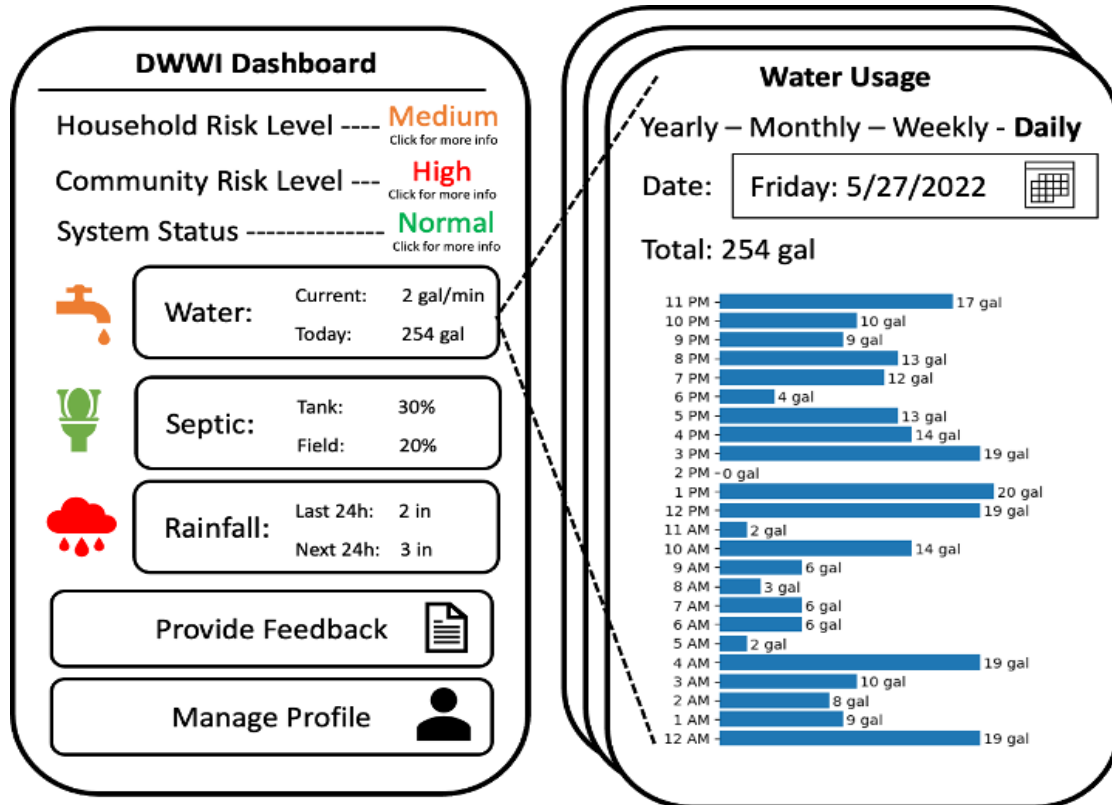 DWWI Dashboard
Household Risk Level ---- Medium
Click for more info
Community Risk Level --- High
Click for more info
System Status -------------- Normal
Click for more info
Water:
Current: 2 gal/min
Today: 254 gal
Septic:
Tank: 30%
Field: 20%
Rainfall:
Last 24h: 2 in
Next 24h: 3 in
Provide Feedback
Manage Profile
Water Usage
Yearly – Monthly – Weekly - Daily
Date: Friday: 5/27/2022
Total: 254 gal
11 PM 17 gal
10 PM 10 gal
9 PM 9 gal
8 PM 13 gal
7 PM 12 gal
6 PM 4 gal
5 PM 13 gal
4 PM 14 gal
3 PM 19 gal
2 PM 0 gal
1 PM 20 gal
12 PM 19 gal
11 AM 2 gal
10 AM 14 gal
9 AM 6 gal
8 AM 3 gal
7 AM 6 gal
6 AM 6 gal
5 AM 2 gal
4 AM 19 gal
3 AM 10 gal
2 AM 8 gal
1 AM 9 gal
12 AM 19 gal